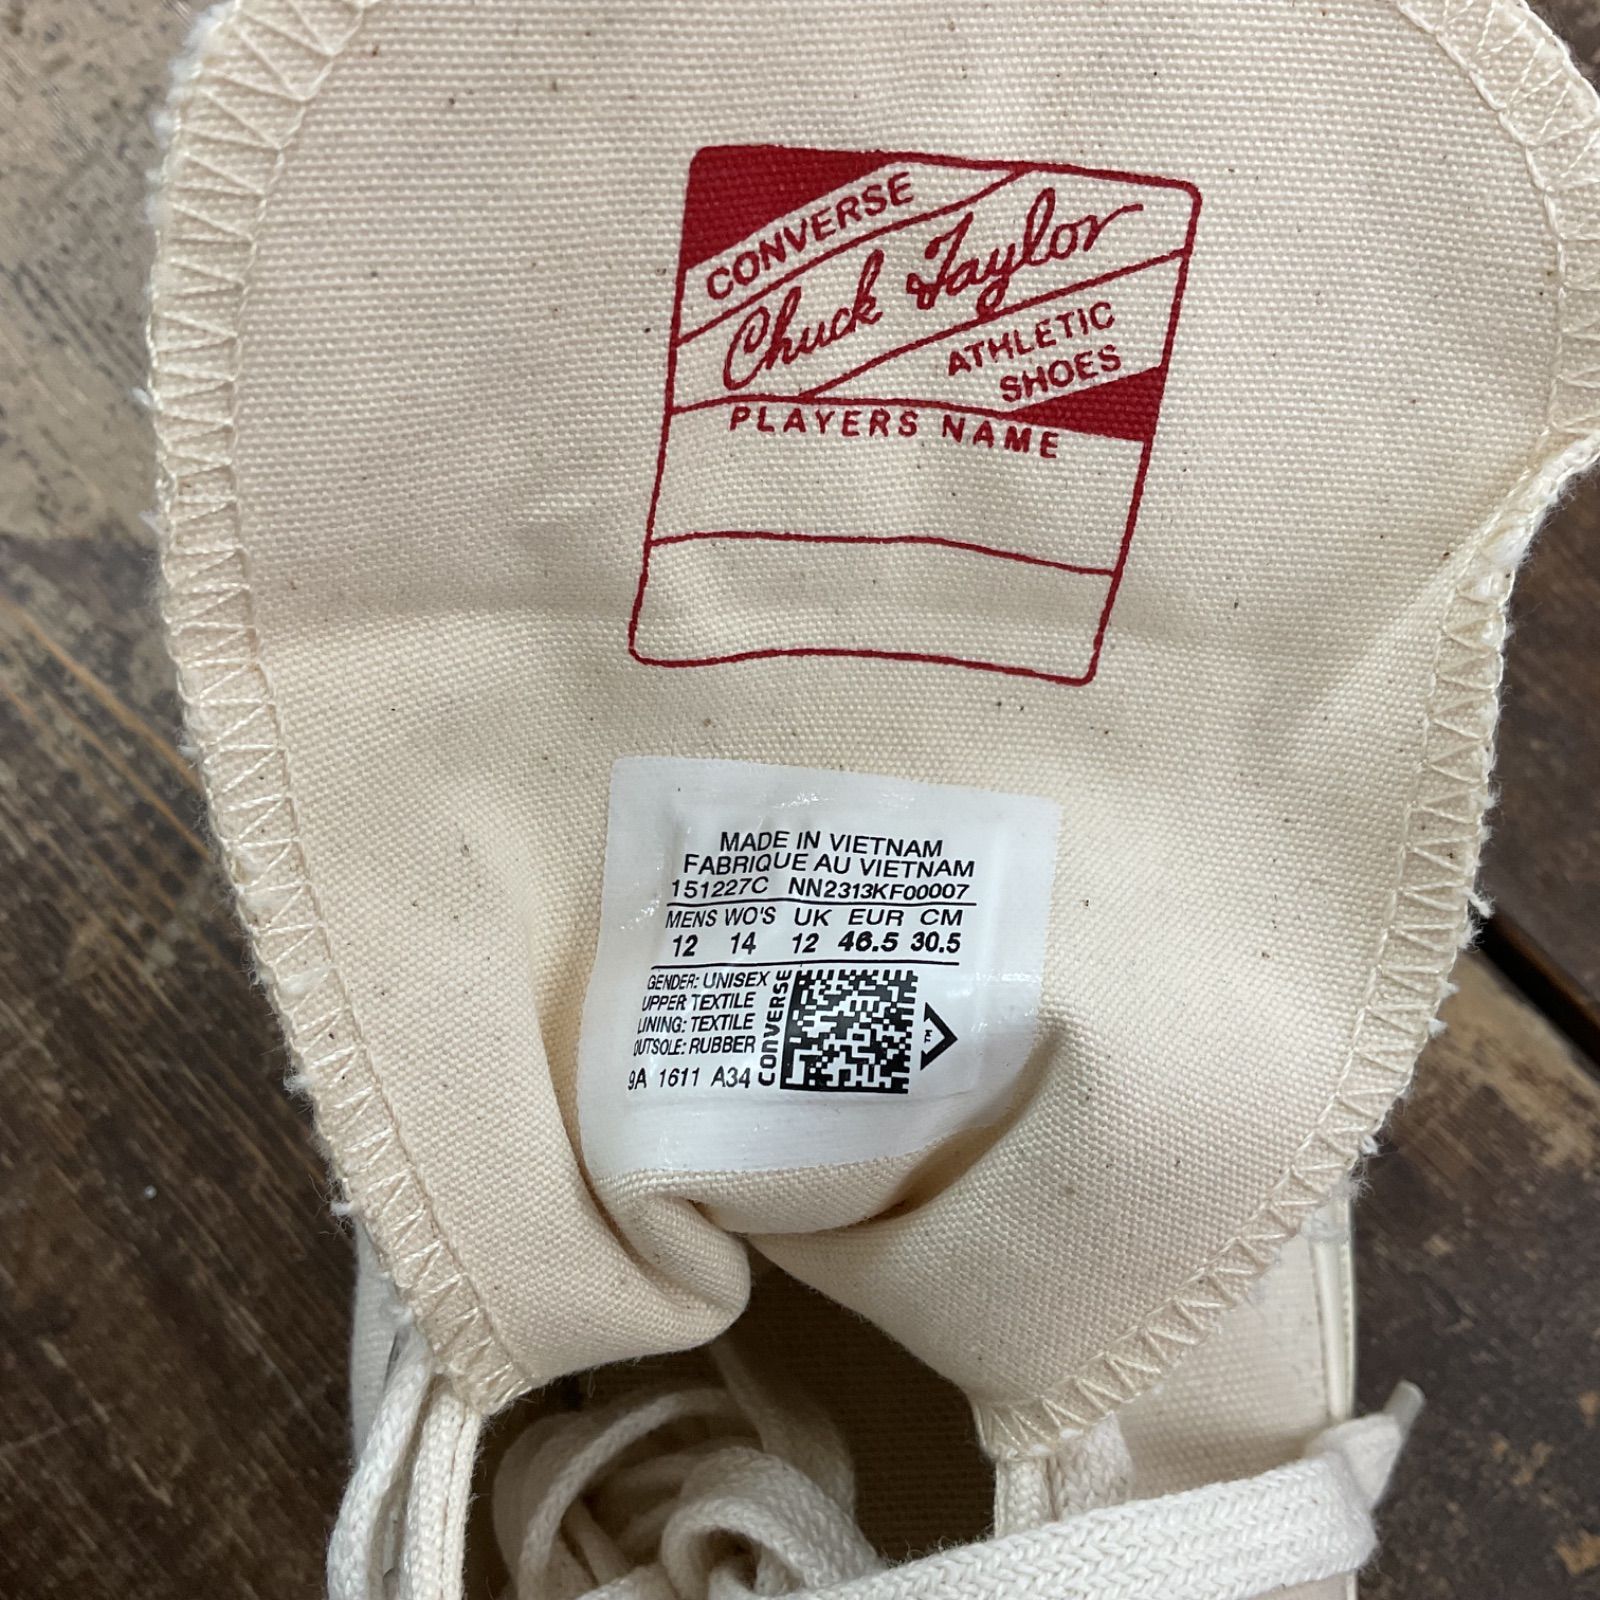 CONVERSE
Chuck Taylor
ATHLETIC
SHOES
PLAYERS NAME
MADE IN VIETNAM
FABRIQUE AU VIETNAM
151227C NN2313KF00007
MENS WO'S UK EUR CM
12 14 12 46.5 30.5
GENDER: UNISEX
UPPER TEXTILE
LINING: TEXTILE
OUTSOLE: RUBBER
9A 1611 A34
CONVERSE
TM